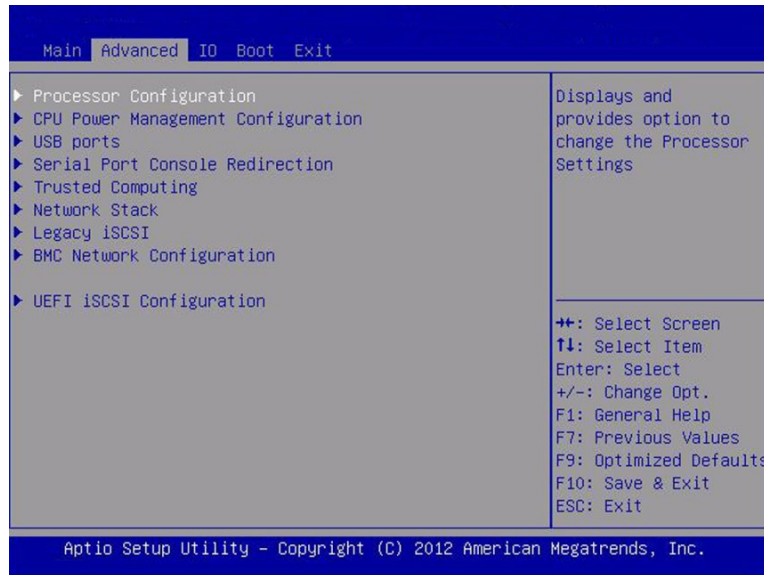 Main Advanced IO Boot Exit
Processor Configuration
CPU Power Management Configuration
USB ports
Serial Port Console Redirection
Trusted Computing
Network Stack
Legacy iSCSI
BMC Network Configuration
UEFI iSCSI Configuration
Displays and
provides option to
change the Processor
Settings
→←: Select Screen
↑↓: Select Item
Enter: Select
+/-: Change Opt.
F1: General Help
F7: Previous Values
F9: Optimized Defaults
F10: Save & Exit
ESC: Exit
Aptio Setup Utility – Copyright (C) 2012 American Megatrends, Inc.